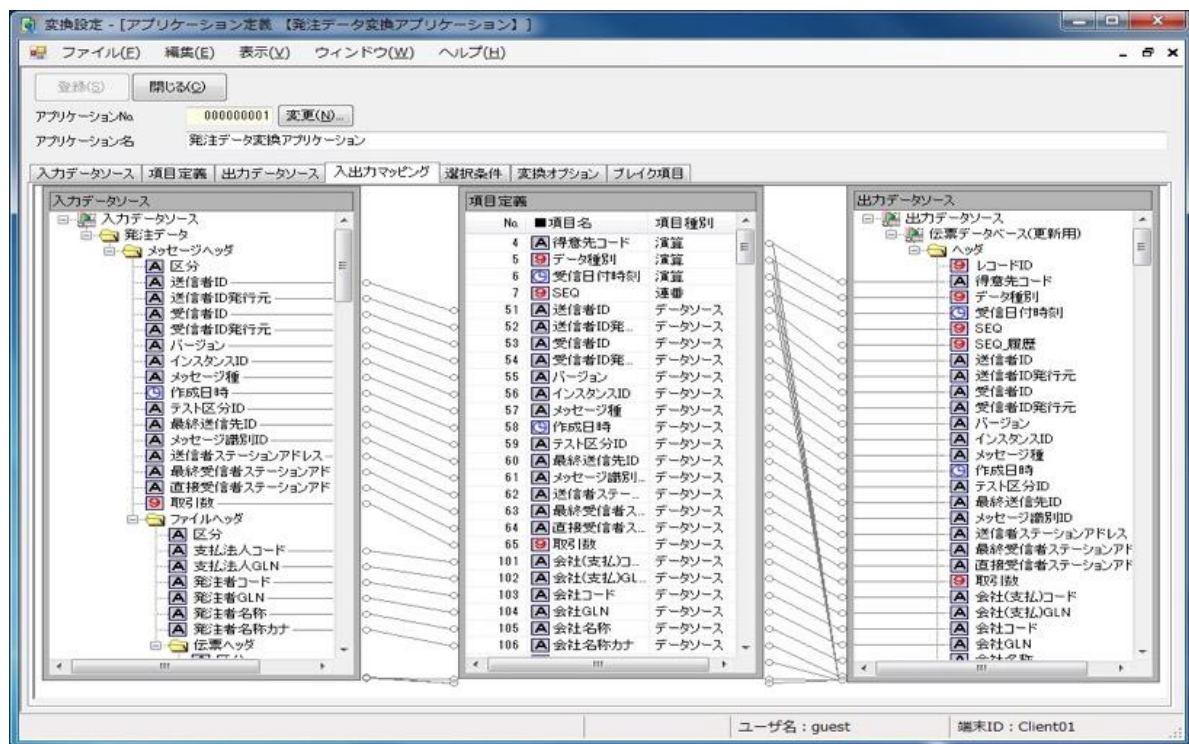 変換設定 - [アプリケーション定義 【発注データ変換アプリケーション】]
ファイル(F) 編集(E) 表示(V) ウィンドウ(W) ヘルプ(H)
登録(S) 閉じる(C)
アプリケーションNo. 000000001 変更(N)...
アプリケーション名 発注データ変換アプリケーション
入力データソース 項目定義 出力データソース 入出力マッピング 選択条件 変換オプション ブレイク項目
入力データソース
入力データソース
発注データ
メッセージヘッダ
区分
送信者ID
送信者ID発行元
受信者ID
受信者ID発行元
バージョン
インスタンスID
メッセージ種
作成日時
テスト区分ID
最終送信先ID
メッセージ識別ID
送信者ステーションアドレス
最終受信者ステーションアド
直接受信者ステーションアド
取引数
ファイルヘッダ
区分
支払法人コード
支払法人GLN
発注者コード
発注者GLN
発注者名称
発注者名称カナ
伝票ヘッダ
項目定義
No. ■項目名 項目種別
4 得意先コード 演算
5 データ種別 演算
6 受信日付時刻 演算
7 SEQ 連番
51 送信者ID データソース
52 送信者ID発... データソース
53 受信者ID データソース
54 受信者ID発... データソース
55 バージョン データソース
56 インスタンスID データソース
57 メッセージ種 データソース
58 作成日時 データソース
59 テスト区分ID データソース
60 最終送信先ID データソース
61 メッセージ識別... データソース
62 送信者ステー... データソース
63 最終受信者ス... データソース
64 直接受信者ス... データソース
65 取引数 データソース
101 会社(支払)コ... データソース
102 会社(支払)GL... データソース
103 会社コード データソース
104 会社GLN データソース
105 会社名称 データソース
106 会社名称カナ データソース
出力データソース
出力データソース
伝票データベース(更新用)
ヘッダ
レコードID
得意先コード
データ種別
受信日付時刻
SEQ
SEQ_履歴
送信者ID
送信者ID発行元
受信者ID
受信者ID発行元
バージョン
インスタンスID
メッセージ種
作成日時
テスト区分ID
最終送信先ID
メッセージ識別ID
送信者ステーションアドレス
最終受信者ステーションアド
直接受信者ステーションアド
取引数
会社(支払)コード
会社(支払)GLN
会社コード
会社GLN
ユーザ名 : guest 端末ID : Client01